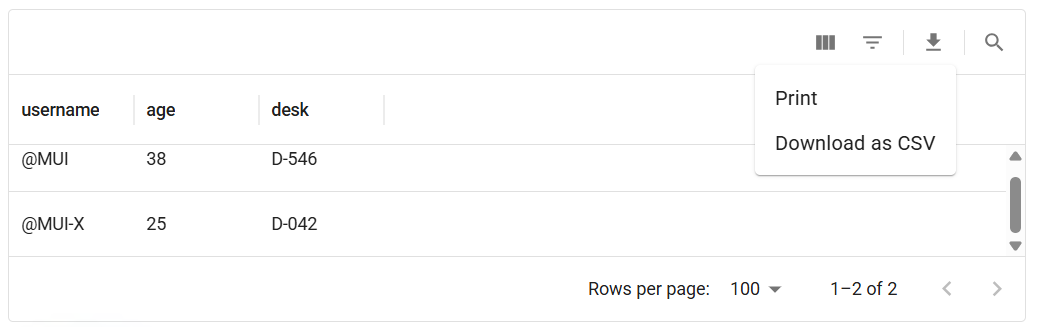 Print
Download as CSV
username age desk
@MUI 38 D-546
@MUI-X 25 D-042
Rows per page: 100 1–2 of 2